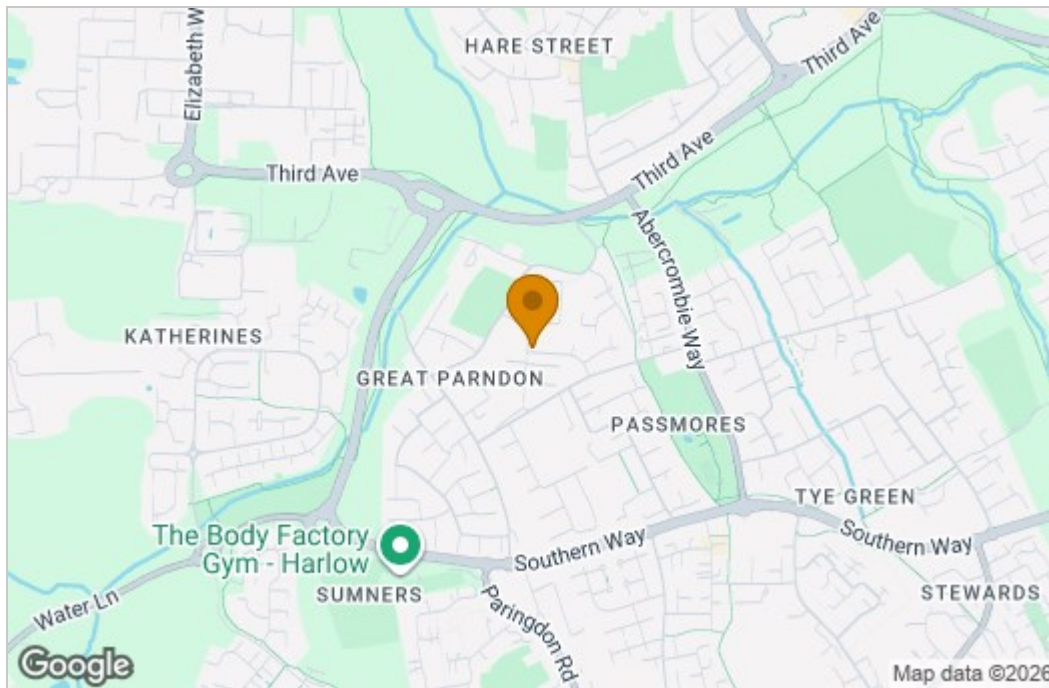 HARE STREET
Third Ave
Elizabeth W
Third Ave
Third Ave
Abercrombie Way
KATHERINES
GREAT PARNDON
PASSMORES
TYE GREEN
The Body Factory
Gym - Harlow
Southern Way
Southern Way
SUMNERS
STEWARDS
Water Ln
Paringdon Rd
Google
Map data ©2026